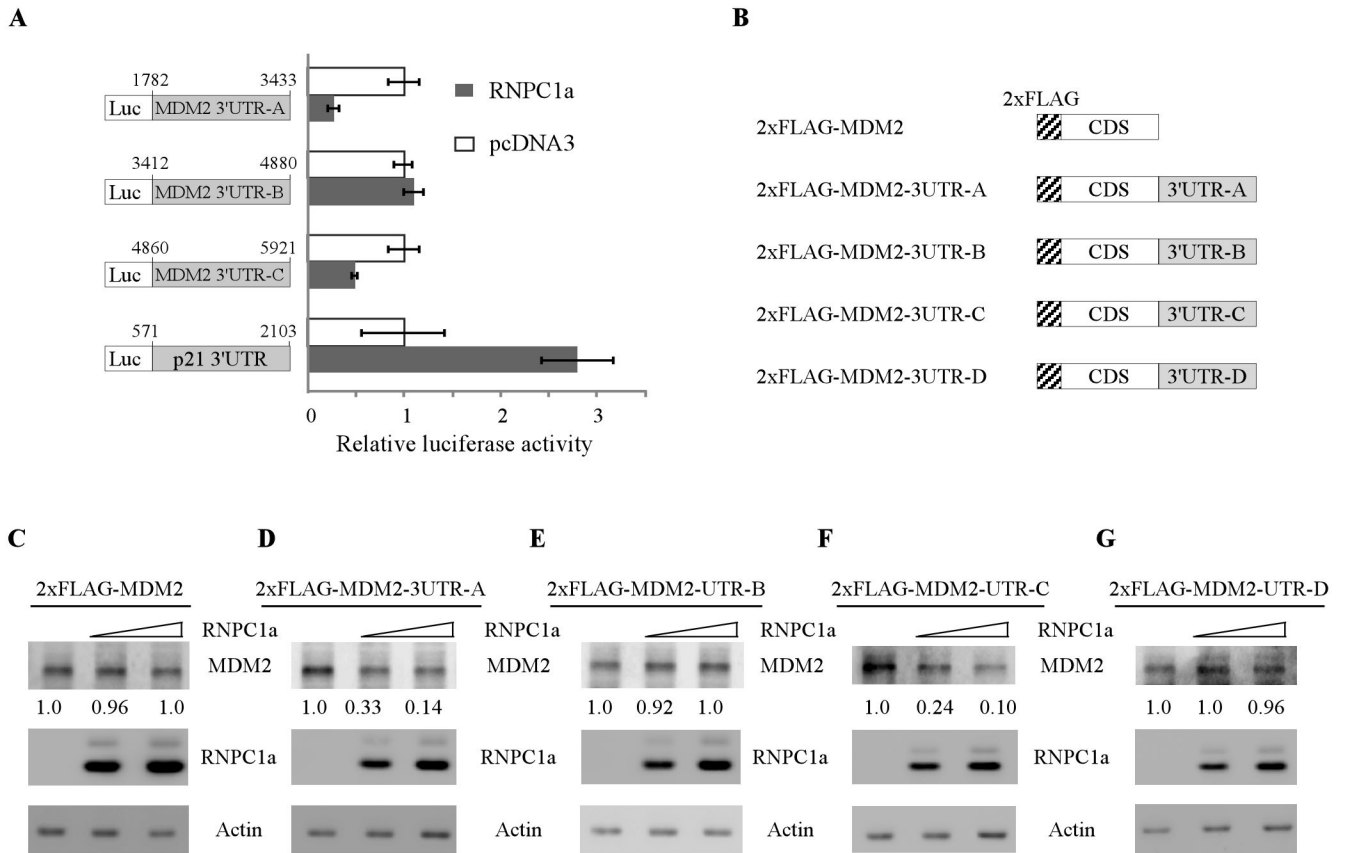 A
1782 3433
Luc MDM2 3'UTR-A
3412 4880
Luc MDM2 3'UTR-B
4860 5921
Luc MDM2 3'UTR-C
571 2103
Luc p21 3'UTR
RNPC1a
pcDNA3
0 1 2 3
Relative luciferase activity
B
2xFLAG
2xFLAG-MDM2 CDS
2xFLAG-MDM2-3UTR-A CDS 3'UTR-A
2xFLAG-MDM2-3UTR-B CDS 3'UTR-B
2xFLAG-MDM2-3UTR-C CDS 3'UTR-C
2xFLAG-MDM2-3UTR-D CDS 3'UTR-D
C D E F G
2xFLAG-MDM2 2xFLAG-MDM2-3UTR-A 2xFLAG-MDM2-UTR-B 2xFLAG-MDM2-UTR-C 2xFLAG-MDM2-UTR-D
RNPC1a RNPC1a RNPC1a RNPC1a
MDM2 MDM2 MDM2 MDM2
1.0 0.96 1.0 1.0 0.33 0.14 1.0 0.92 1.0 1.0 0.24 0.10 1.0 1.0 0.96
RNPC1a RNPC1a RNPC1a RNPC1a
Actin Actin Actin Actin